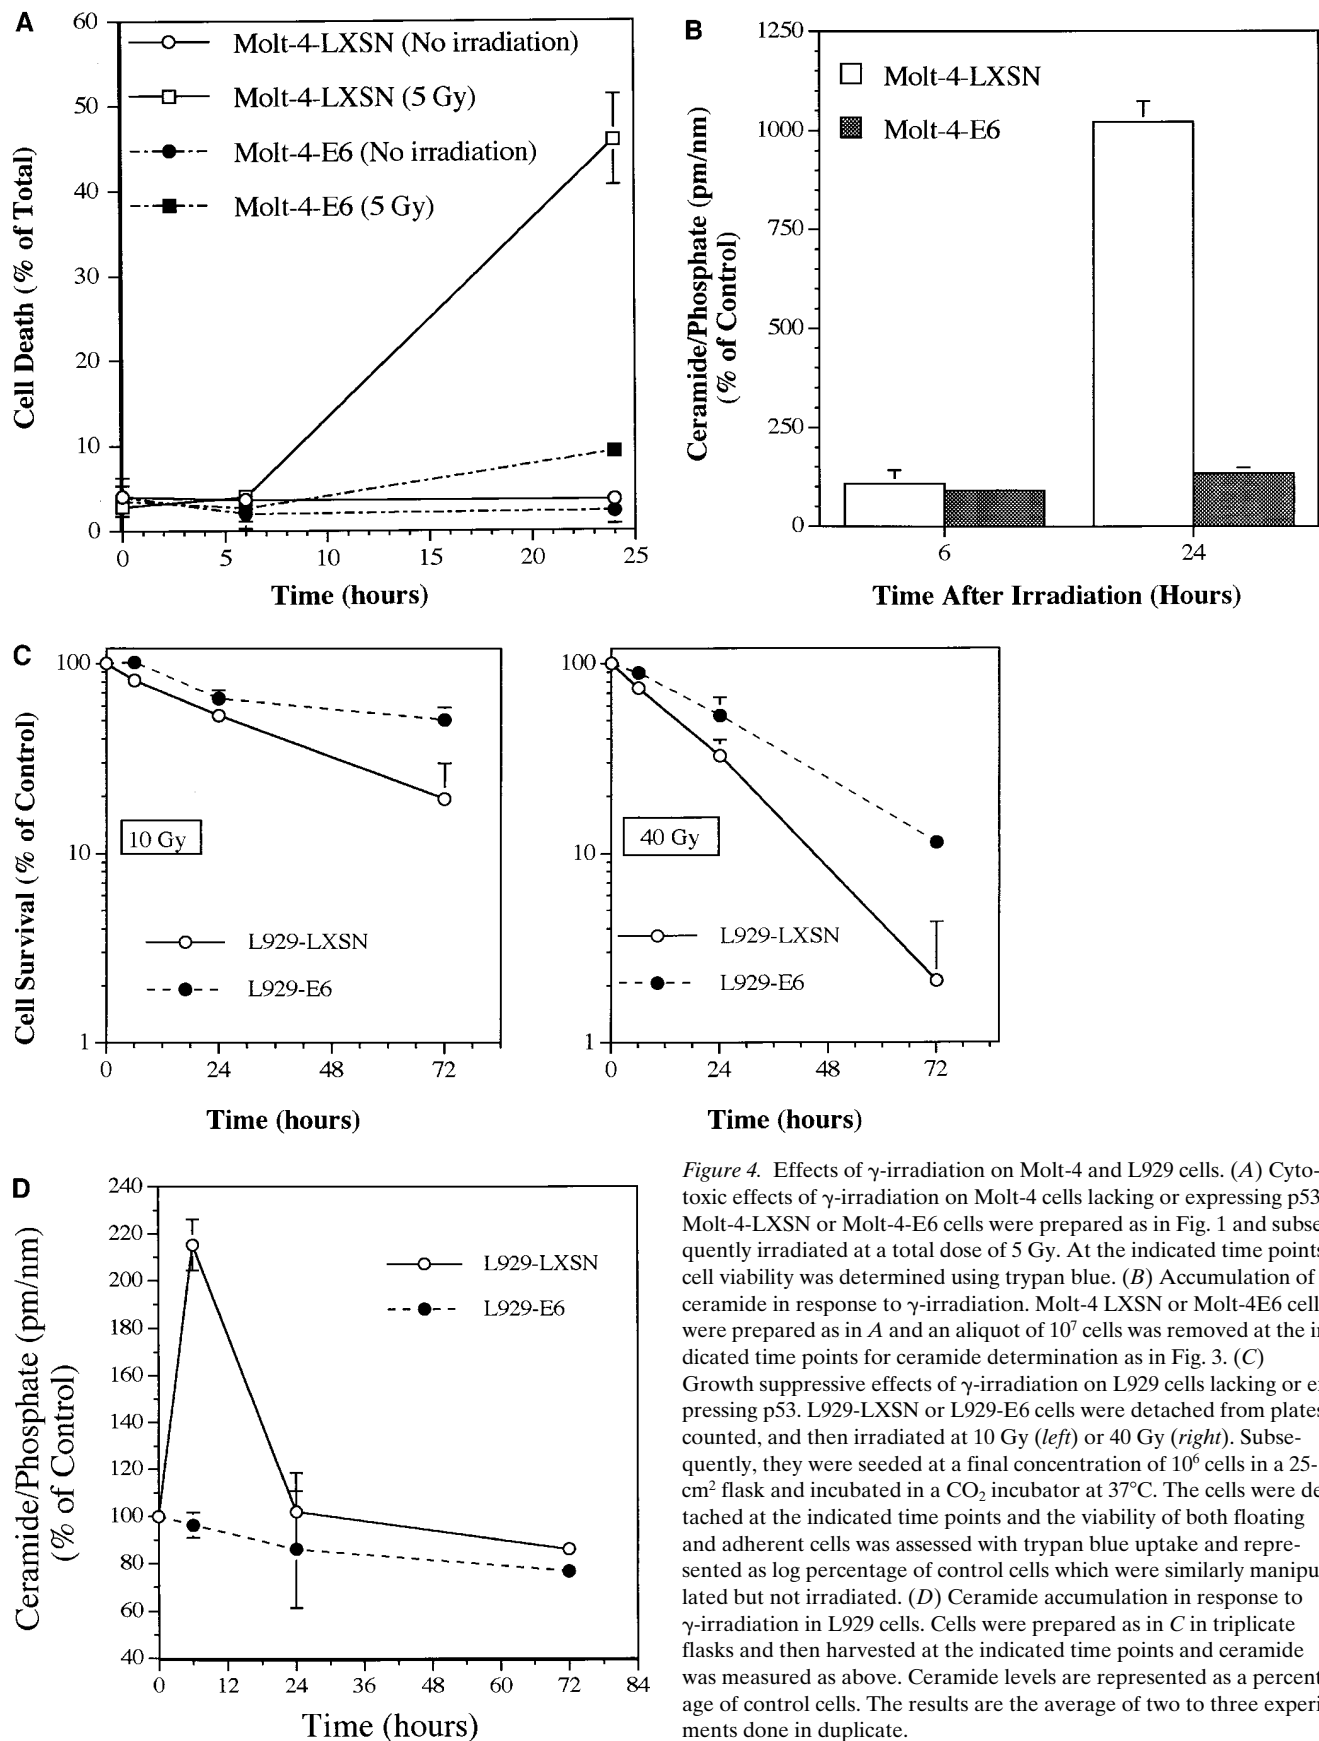 A
60
50
40
30
20
10
0
Cell Death (% of Total)
Molt-4-LXSN (No irradiation)
Molt-4-LXSN (5 Gy)
Molt-4-E6 (No irradiation)
Molt-4-E6 (5 Gy)
0 5 10 15 20 25
Time (hours)
B
1250
1000
750
500
250
0
Ceramide/Phosphate (pm/nm)
(% of Control)
Molt-4-LXSN
Molt-4-E6
6 24
Time After Irradiation (Hours)
C
100
10
1
Cell Survival (% of Control)
10 Gy
L929-LXSN
L929-E6
0 24 48 72
Time (hours)
100
10
1
40 Gy
L929-LXSN
L929-E6
0 24 48 72
Time (hours)
D
240
220
200
180
160
140
120
100
80
60
40
Ceramide/Phosphate (pm/nm)
(% of Control)
L929-LXSN
L929-E6
0 12 24 36 48 60 72 84
Time (hours)
Figure 4. Effects of γ-irradiation on Molt-4 and L929 cells. (A) Cyto-
toxic effects of γ-irradiation on Molt-4 cells lacking or expressing p53
Molt-4-LXSN or Molt-4-E6 cells were prepared as in Fig. 1 and subse
quently irradiated at a total dose of 5 Gy. At the indicated time points
cell viability was determined using trypan blue. (B) Accumulation of
ceramide in response to γ-irradiation. Molt-4 LXSN or Molt-4E6 cell
were prepared as in A and an aliquot of 10⁷ cells was removed at the in
dicated time points for ceramide determination as in Fig. 3. (C)
Growth suppressive effects of γ-irradiation on L929 cells lacking or e
pressing p53. L929-LXSN or L929-E6 cells were detached from plates
counted, and then irradiated at 10 Gy (left) or 40 Gy (right). Subse-
quently, they were seeded at a final concentration of 10⁶ cells in a 25-
cm² flask and incubated in a CO₂ incubator at 37°C. The cells were de
tached at the indicated time points and the viability of both floating
and adherent cells was assessed with trypan blue uptake and repre-
sented as log percentage of control cells which were similarly manipu
lated but not irradiated. (D) Ceramide accumulation in response to
γ-irradiation in L929 cells. Cells were prepared as in C in triplicate
flasks and then harvested at the indicated time points and ceramide
was measured as above. Ceramide levels are represented as a percent
age of control cells. The results are the average of two to three experi
ments done in duplicate.